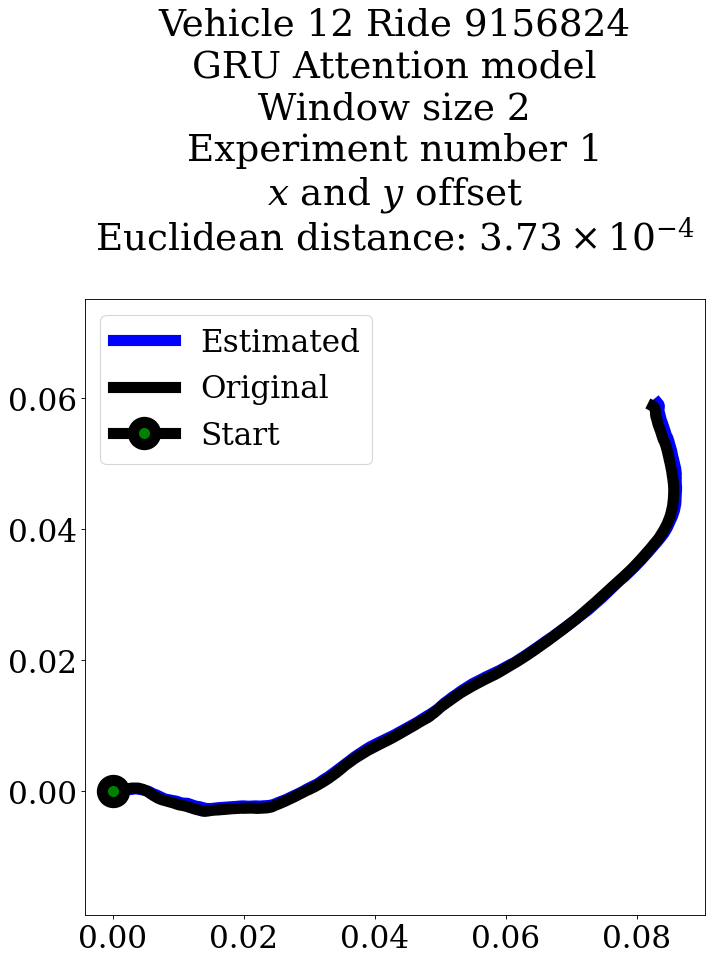 Vehicle 12 Ride 9156824
GRU Attention model
Window size 2
Experiment number 1
x and y offset
Euclidean distance: 3.73 × 10⁻⁴
Estimated
Original
Start
0.06
0.04
0.02
0.00
0.00 0.02 0.04 0.06 0.08